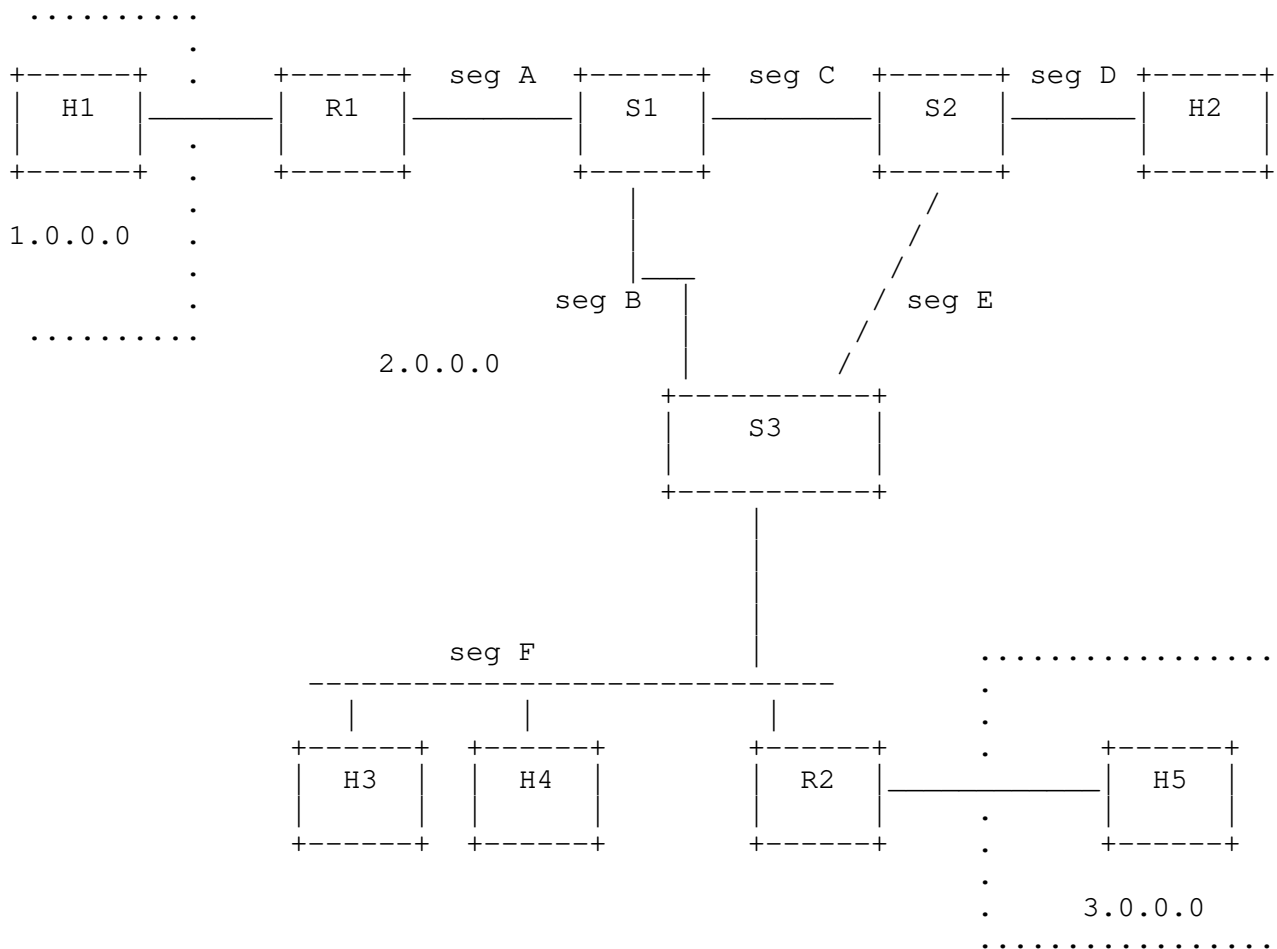 seg A seg C seg D
H1 R1 S1 S2 H2
1.0.0.0
seg B seg E
2.0.0.0
S3
seg F
H3 H4 R2 H5
3.0.0.0